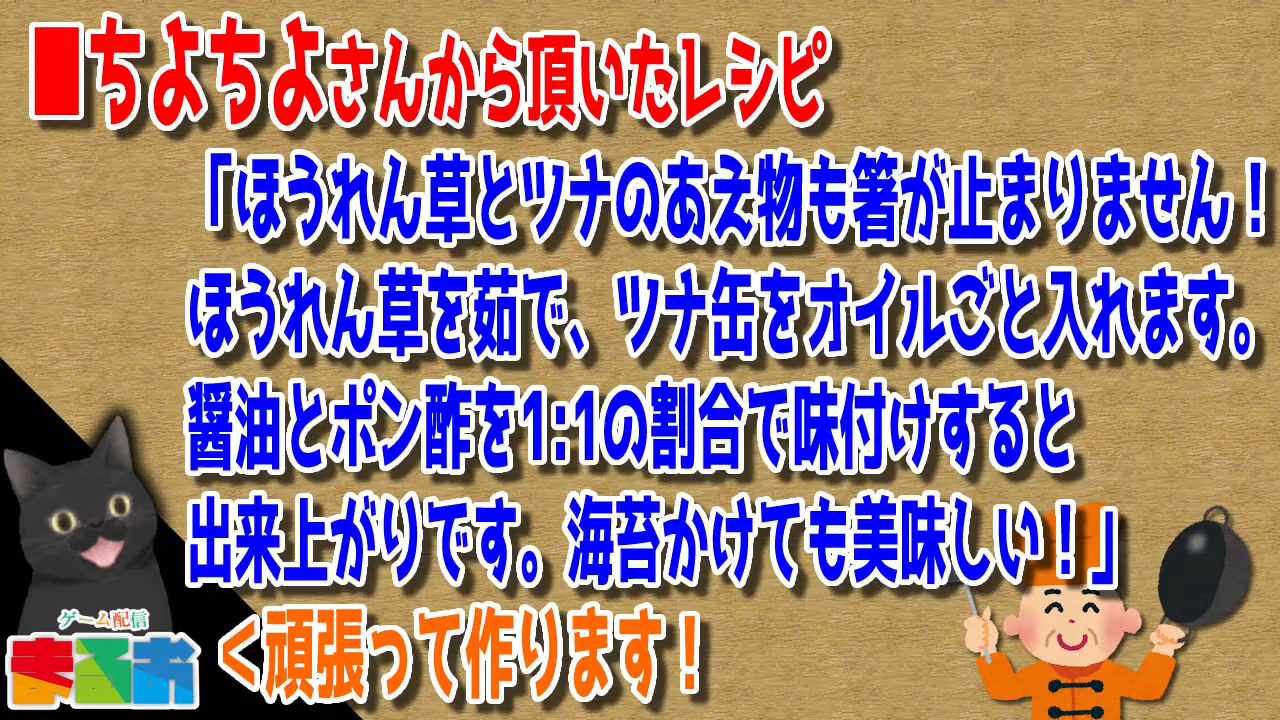 ■ちよちよさんから頂いたレシピ
「ほうれん草とツナのあえ物も箸が止まりません！
ほうれん草を茹で、ツナ缶をオイルごと入れます。
醤油とポン酢を1:1の割合で味付けすると
出来上がりです。海苔かけても美味しい！」
<頑張って作ります！
ゲーム配信
まるお